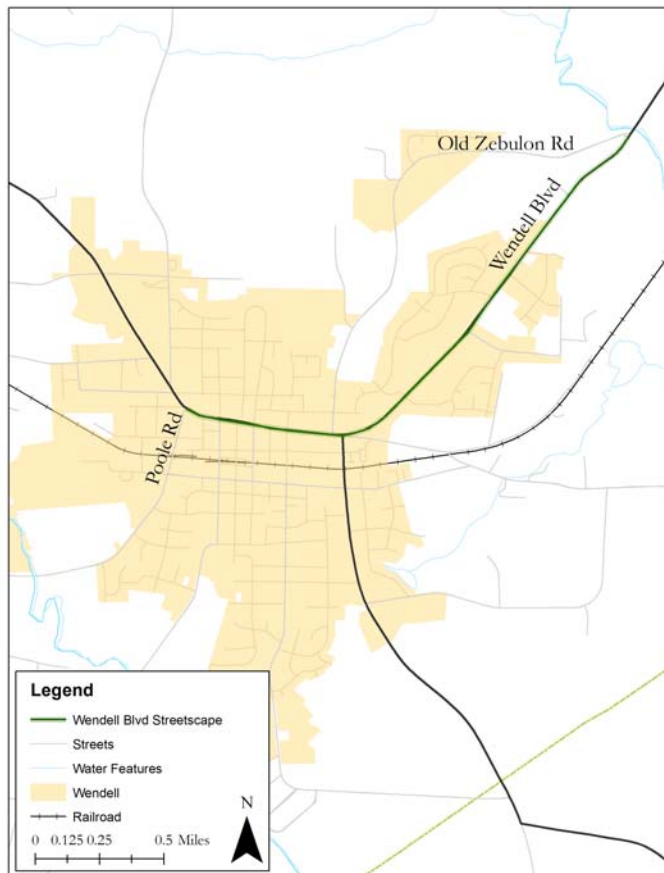 Old Zebulon Rd
Wendell Blvd
Poole Rd
Legend
Wendell Blvd Streetscape
Streets
Water Features
Wendell
Railroad
N
0 0.125 0.25 0.5 Miles